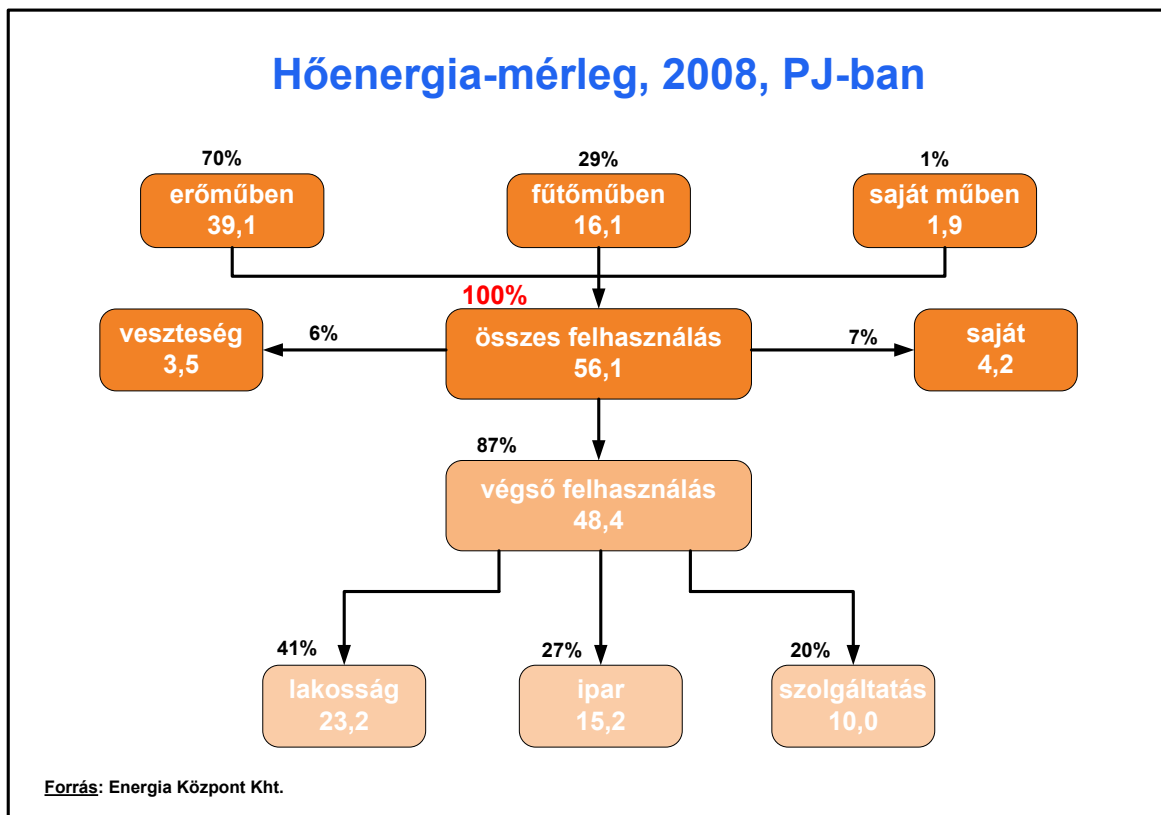 Hőenergia-mérleg, 2008, PJ-ban
70%
29%
1%
erőműben
39,1
fűtőműben
16,1
saját műben
1,9
100%
veszteség
3,5
6%
összes felhasználás
56,1
7%
saját
4,2
87%
végső felhasználás
48,4
41%
27%
20%
lakosság
23,2
ipar
15,2
szolgáltatás
10,0
Forrás: Energia Központ Kht.